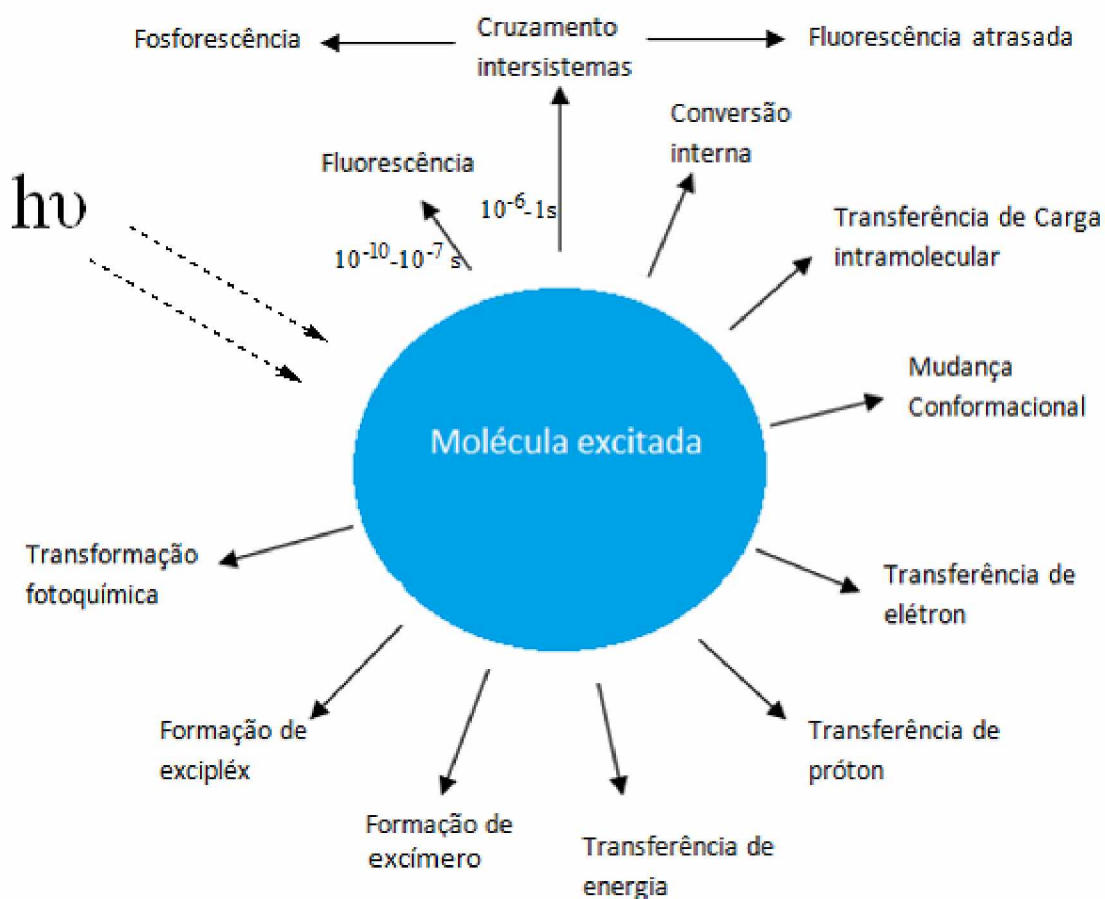 Fosforescência
Cruzamento
intersistemas
Fluorescência atrasada
Conversão
interna
Fluorescência
hυ
10⁻⁶-1s
10⁻¹⁰-10⁻⁷ s
Transferência de Carga
intramolecular
Mudança
Conformacional
Molécula excitada
Transformação
fotoquímica
Transferência de
elétron
Formação de
excipléx
Transferência de
próton
Formação de
excímero
Transferência de
energia